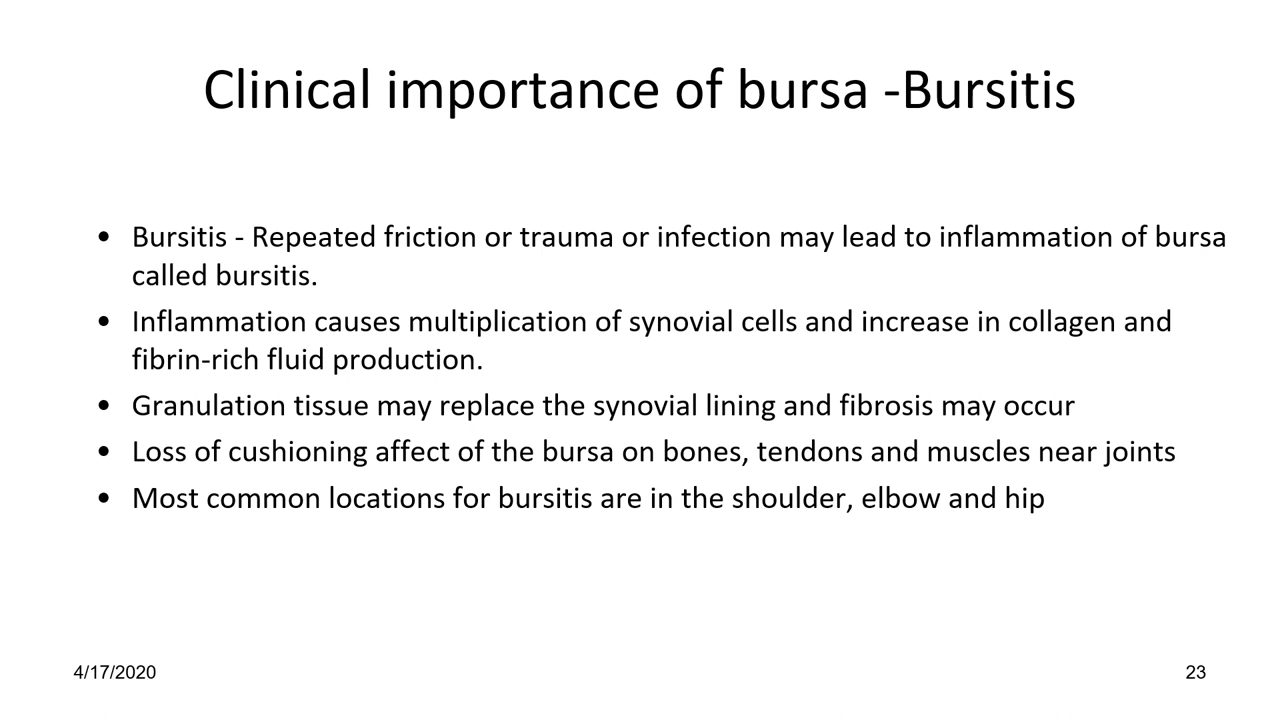 Clinical importance of bursa -Bursitis
• Bursitis - Repeated friction or trauma or infection may lead to inflammation of bursa
called bursitis.
• Inflammation causes multiplication of synovial cells and increase in collagen and
fibrin-rich fluid production.
• Granulation tissue may replace the synovial lining and fibrosis may occur
• Loss of cushioning affect of the bursa on bones, tendons and muscles near joints
• Most common locations for bursitis are in the shoulder, elbow and hip
4/17/2020
23